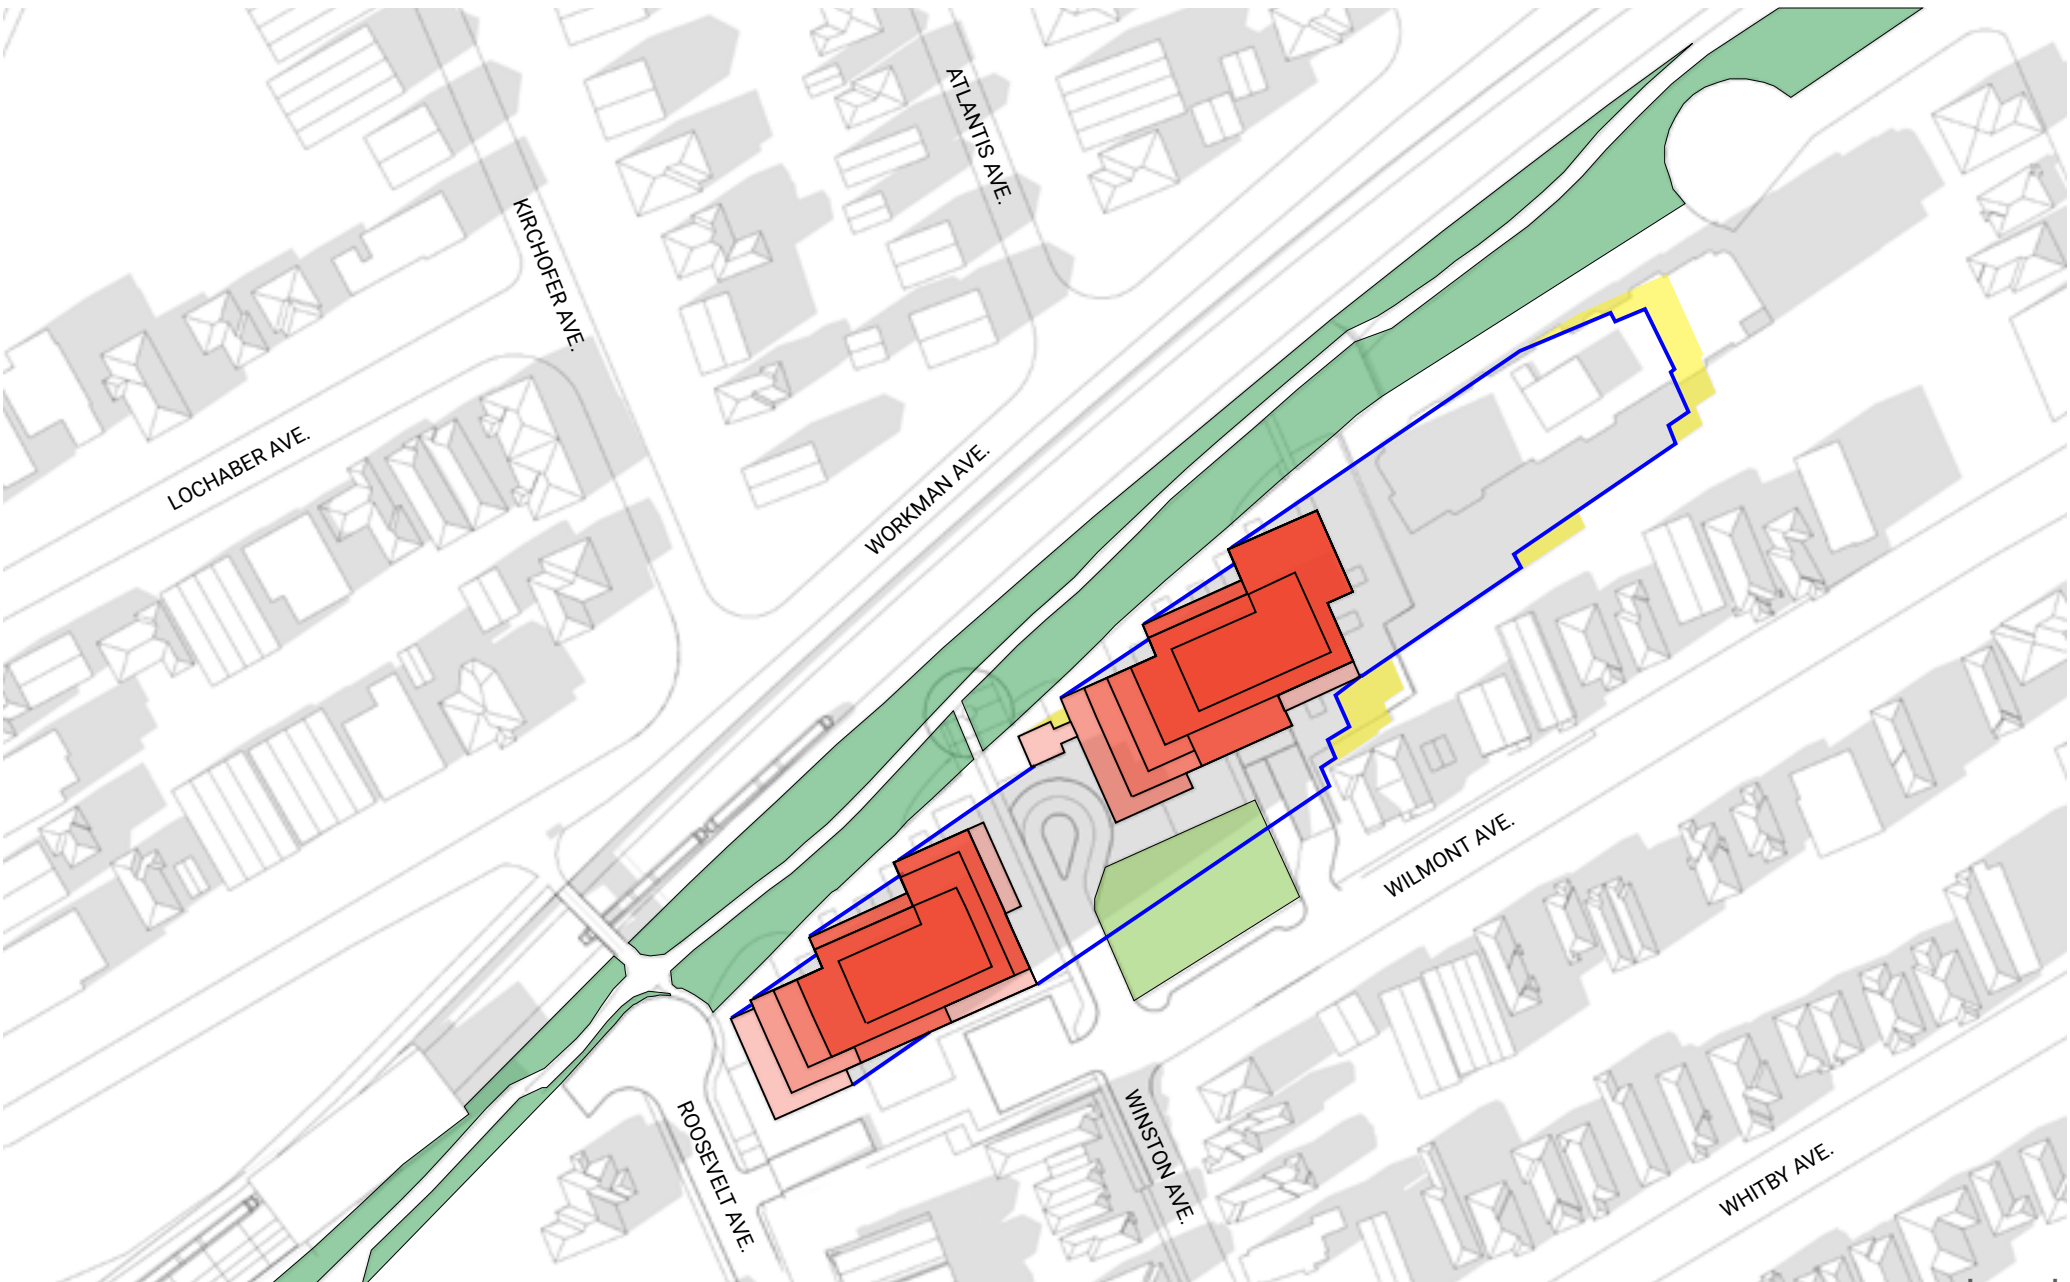 ATLANTIS AVE.
KIRCHOFER AVE.
LOCHABER AVE.
WORKMAN AVE.
WILMONT AVE.
ROOSEVELT AVE.
WINSTON AVE.
WHITBY AVE.